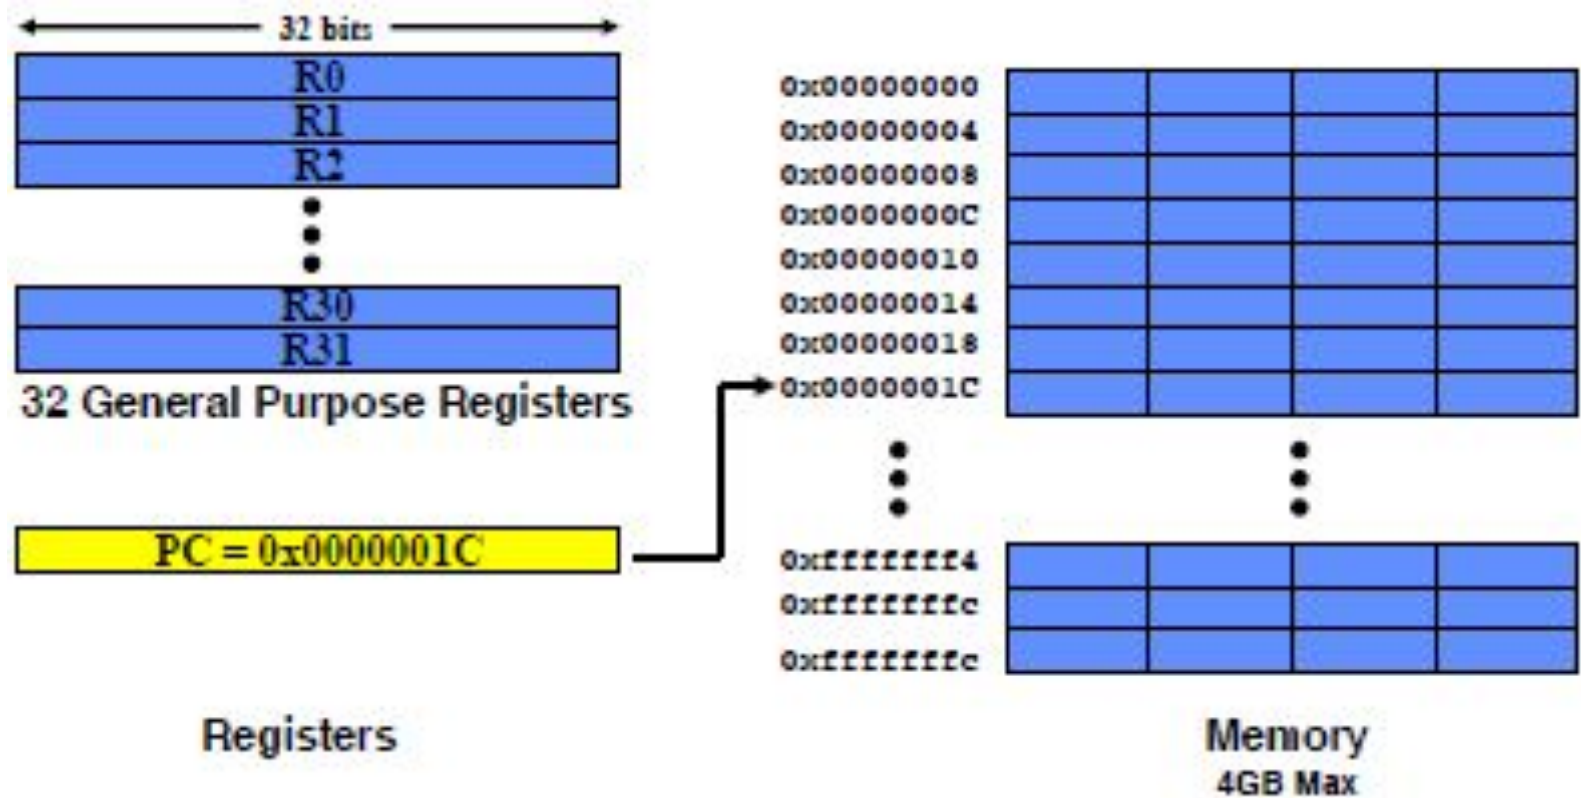 32 bits
R0
R1
R2
R30
R31
32 General Purpose Registers
PC = 0x0000001C
Registers
0x00000000
0x00000004
0x00000008
0x0000000C
0x00000010
0x00000014
0x00000018
0x0000001C
0xfffffff4
0xfffffffc
0xfffffffc
Memory
4GB Max